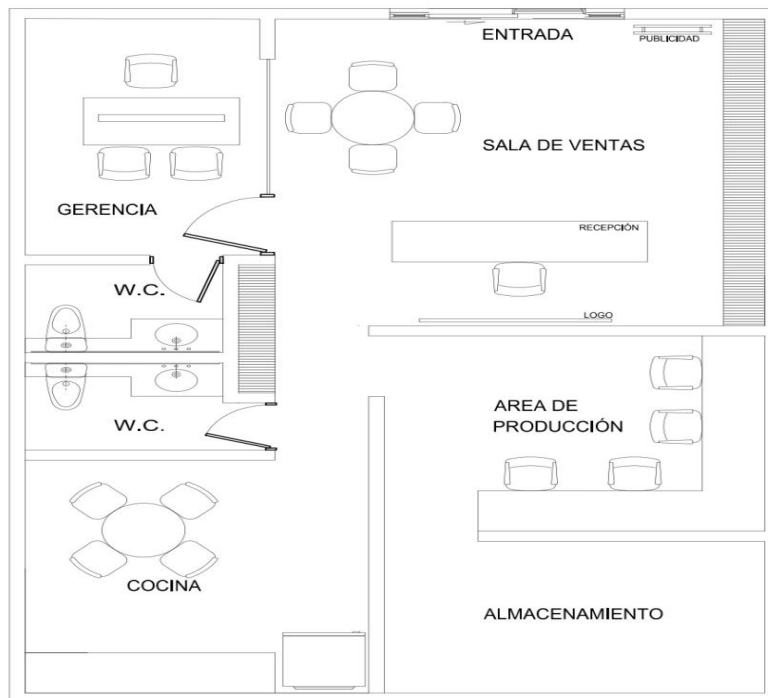 ENTRADA
PUBLICIDAD
SALA DE VENTAS
GERENCIA
RECEPCIÓN
W.C.
LOGO
AREA DE
PRODUCCIÓN
W.C.
COCINA
ALMACENAMIENTO